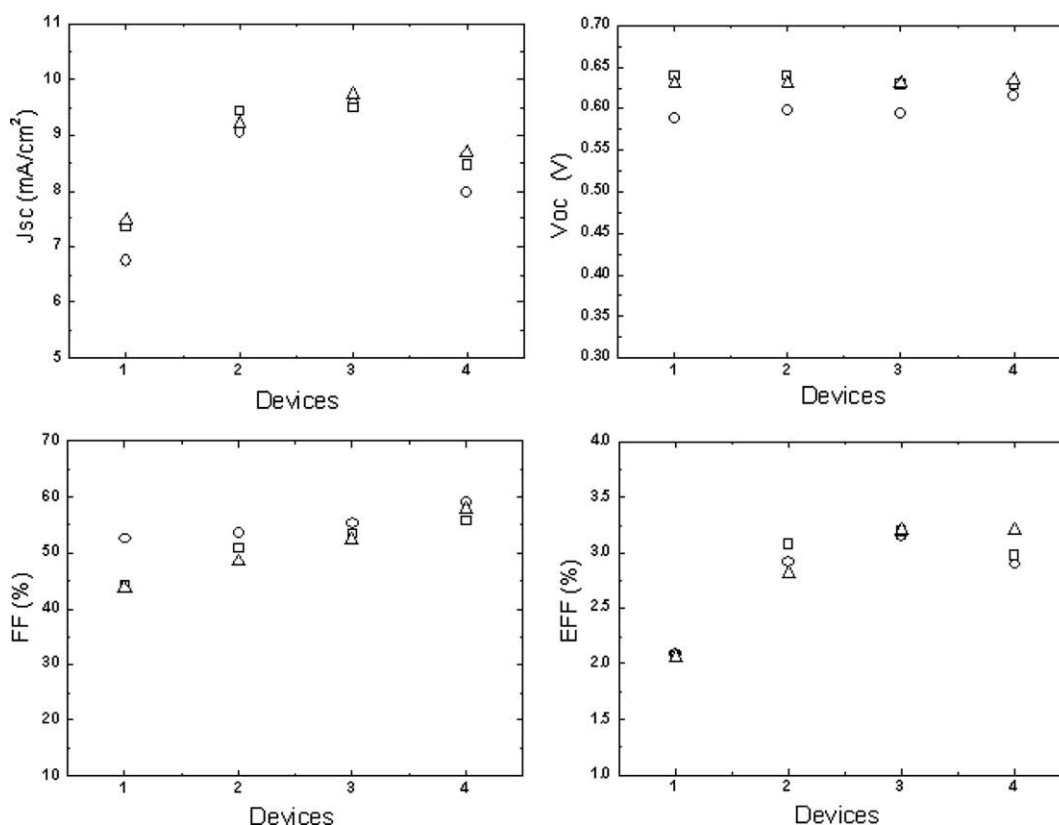 11
10
9
8
7
6
5
Jsc (mA/cm²)
1 2 3 4
Devices
0.70
0.65
0.60
0.55
0.50
0.45
0.40
0.35
0.30
Voc (V)
1 2 3 4
Devices
70
60
50
40
30
20
10
FF (%)
1 2 3 4
Devices
4.0
3.5
3.0
2.5
2.0
1.5
1.0
EFF (%)
1 2 3 4
Devices